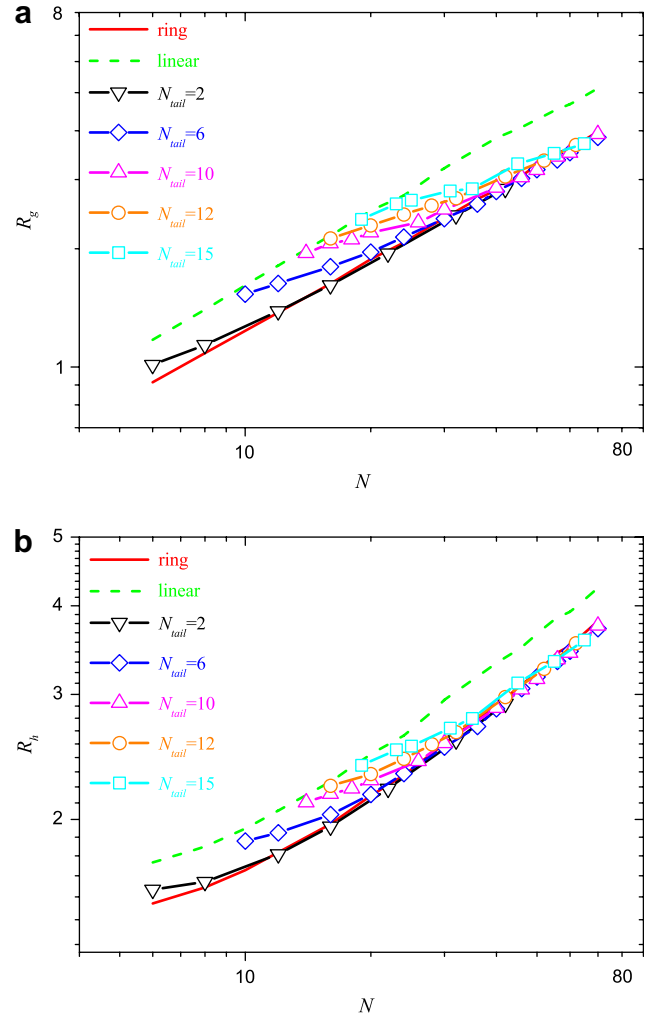 a
8
ring
linear
N_tail=2
N_tail=6
N_tail=10
N_tail=12
N_tail=15
R_g
1
10
80
N
b
5
ring
linear
N_tail=2
N_tail=6
N_tail=10
N_tail=12
N_tail=15
4
3
R_h
2
10
80
N